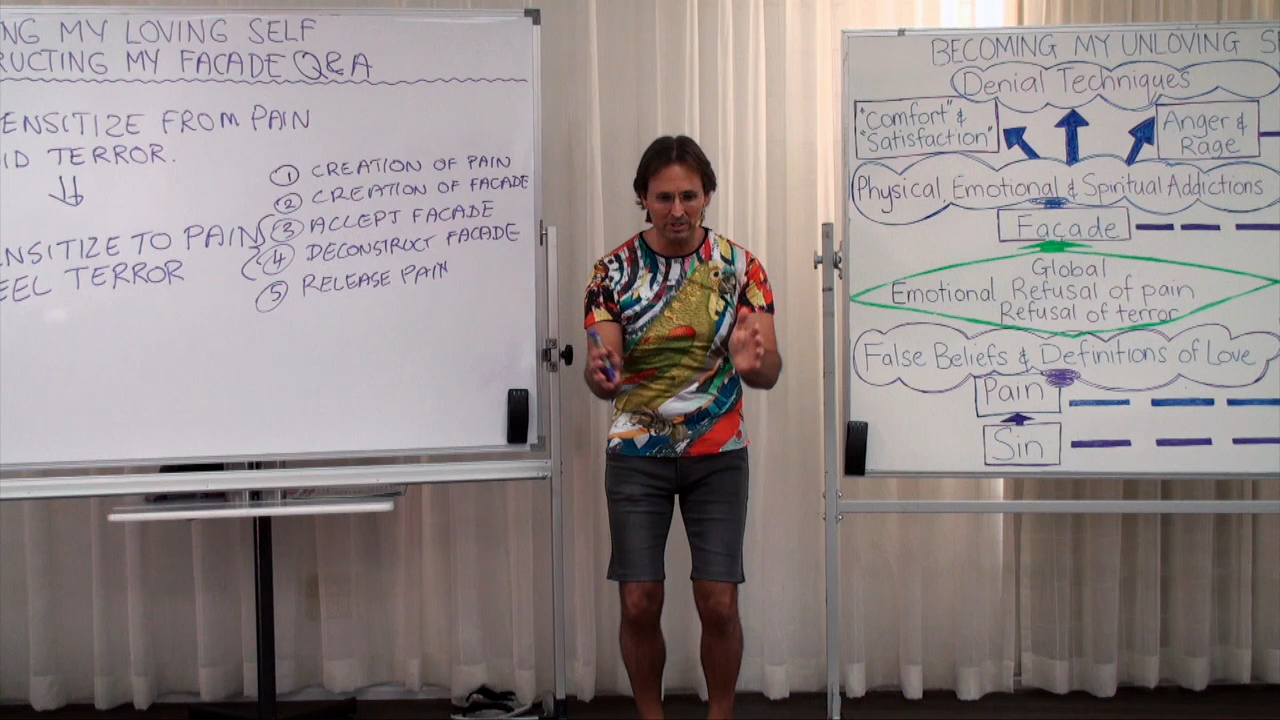 NG MY LOVING SELF
RUCTING MY FACADE Q&A
ENSITIZE FROM PAIN
ID TERROR.
ENSITIZE TO PAIN
EEL TERROR
① CREATION OF PAIN
② CREATION OF FACADE
③ ACCEPT FACADE
④ DECONSTRUCT FACADE
⑤ RELEASE PAIN
BECOMING MY UNLOVING S
Denial Techniques
"Comfort" &
"Satisfaction"
Anger &
Rage
Physical, Emotional & Spiritual Addictions
Façade
Global
Emotional Refusal of pain
Refusal of terror
False Beliefs & Definitions of Love
Pain
Sin